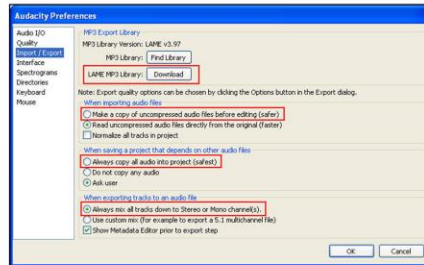 Audacity Preferences
Audio I/O
Quality
Import / Export
Interface
Spectrograms
Directories
Keyboard
Mouse
MP3 Export Library
MP3 Library Version: LAME v3.97
MP3 Library: Find Library
LAME MP3 Library: Download
Note: Export quality options can be chosen by clicking the Options button in the Export dialog.
When importing audio files
Make a copy of uncompressed audio files before editing (safer)
Read uncompressed audio files directly from the original (faster)
Normalize all tracks in project
When saving a project that depends on other audio files
Always copy all audio into project (safest)
Do not copy any audio
Ask user
When exporting tracks to an audio file
Always mix all tracks down to Stereo or Mono channel(s).
Use custom mix (for example to export a 5.1 multichannel file)
Show Metadata Editor prior to export step
OK
Cancel